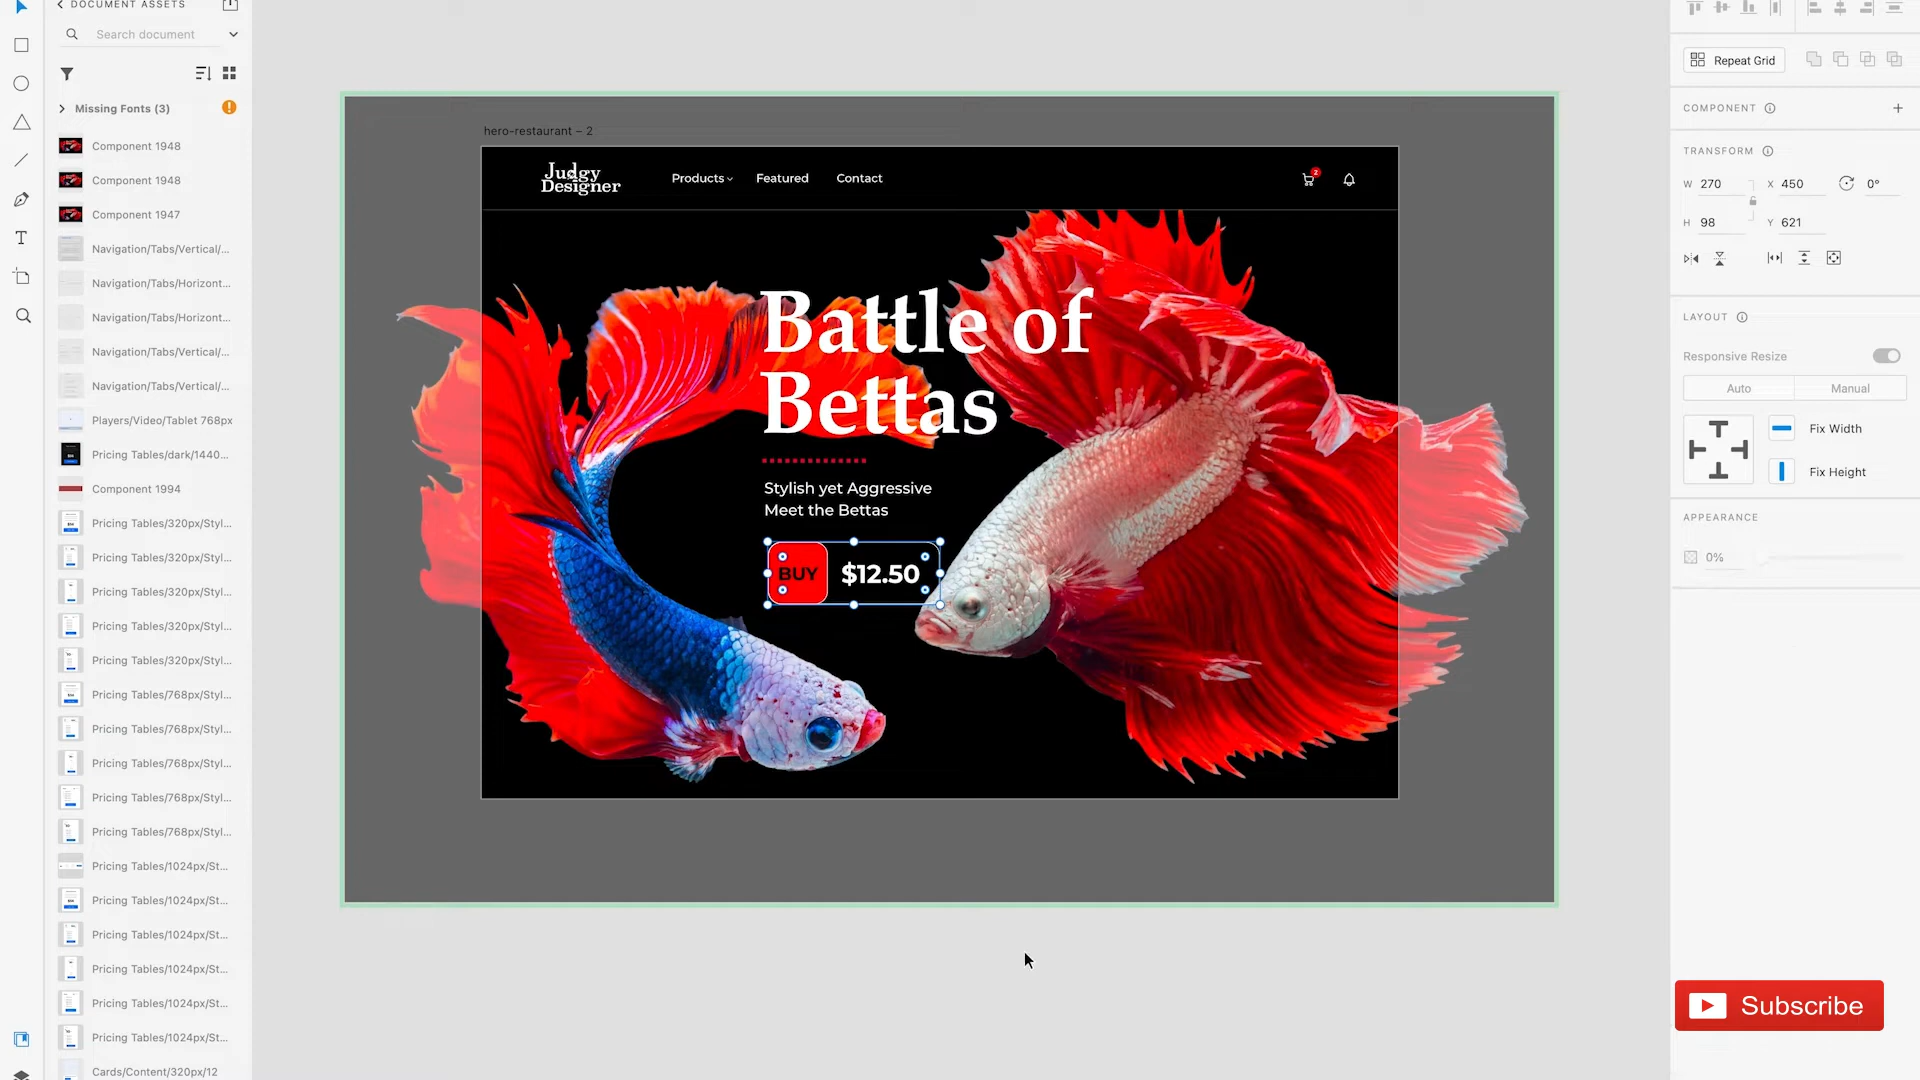 DOCUMENT ASSETS
Search document
Missing Fonts (3)
Component 1948
Component 1948
Component 1947
Navigation/Tabs/Vertical/...
Navigation/Tabs/Horizont...
Navigation/Tabs/Horizont...
Navigation/Tabs/Vertical/...
Navigation/Tabs/Vertical/...
Players/Video/Tablet 768px
Pricing Tables/dark/1440...
Component 1994
Pricing Tables/320px/Styl...
Pricing Tables/320px/Styl...
Pricing Tables/320px/Styl...
Pricing Tables/320px/Styl...
Pricing Tables/320px/Styl...
Pricing Tables/768px/Styl...
Pricing Tables/768px/Styl...
Pricing Tables/768px/Styl...
Pricing Tables/768px/Styl...
Pricing Tables/768px/Styl...
Pricing Tables/1024px/St...
Pricing Tables/1024px/St...
Pricing Tables/1024px/St...
Pricing Tables/1024px/St...
Pricing Tables/1024px/St...
Pricing Tables/1024px/St...
Cards/Content/320px/12
hero-restaurant – 2
Judgy
Designer
Products
Featured
Contact
2
Battle of
Bettas
Stylish yet Aggressive
Meet the Bettas
BUY
$12.50
Repeat Grid
COMPONENT
TRANSFORM
W 270 X 450 0°
H 98 Y 621
LAYOUT
Responsive Resize
Auto Manual
Fix Width
Fix Height
APPEARANCE
0%
Subscribe